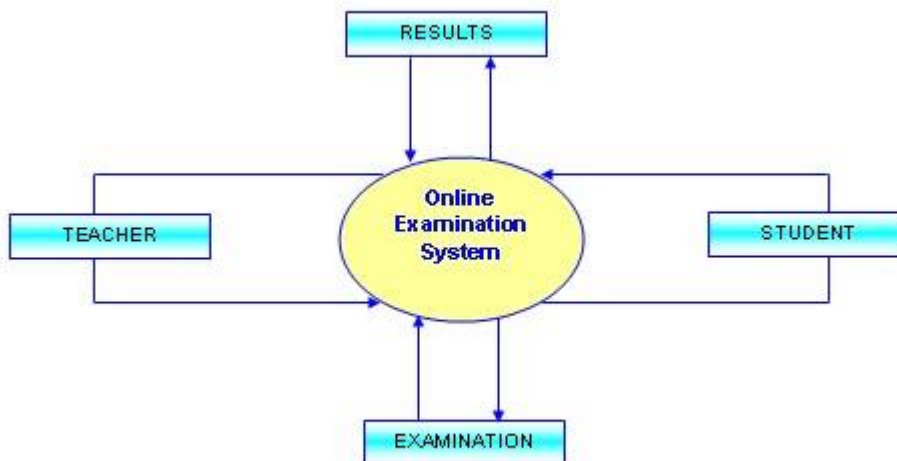 RESULTS
Online
Examination
System
TEACHER
STUDENT
EXAMINATION